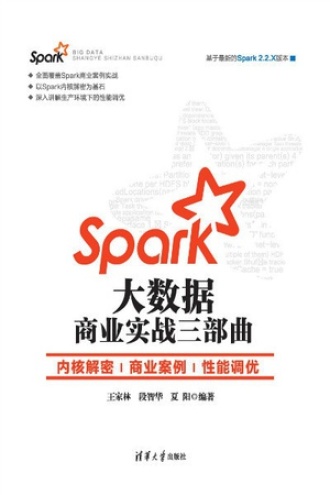 Spark
BIG DATA
SHANGYE SHIZHAN SANBUQU
基于最新的Spark 2.2.X版本
全面覆盖Spark商业案例实战
以Spark内核解密为基石
深入讲解生产环境下的性能调优
Spark
大数据
商业实战三部曲
内核解密 | 商业案例 | 性能调优
王家林 段智华 夏阳◎编著
清华大学出版社